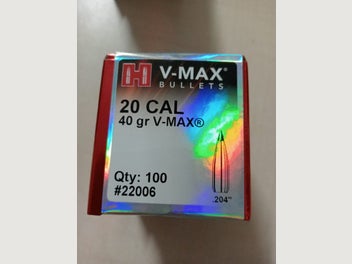 H V-MAX®
BULLETS
20 CAL
40 gr V-MAX®
Qty: 100
#22006
.204"